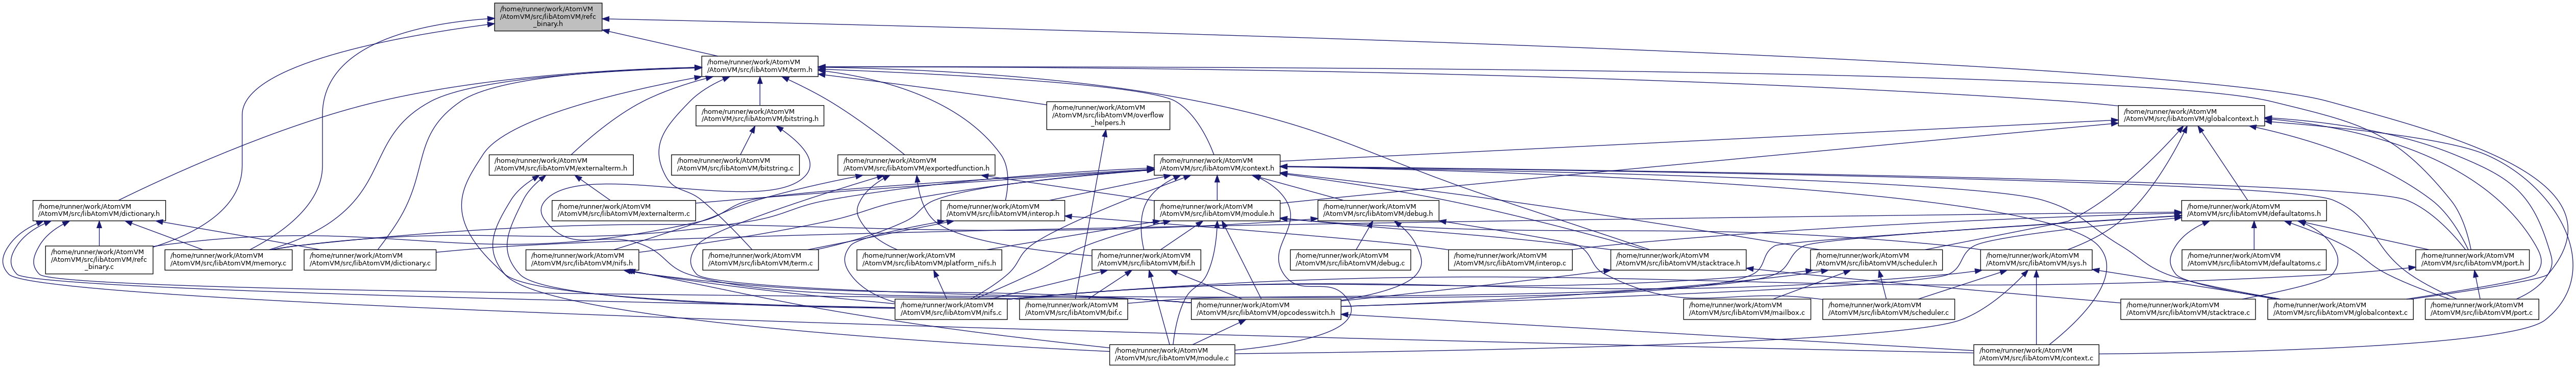 /home/runner/work/AtomVM
/AtomVM/src/libAtomVM/refc
_binary.h
/home/runner/work/AtomVM
/AtomVM/src/libAtomVM/term.h
/home/runner/work/AtomVM
/AtomVM/src/libAtomVM/bitstring.h
/home/runner/work/AtomVM
/AtomVM/src/libAtomVM/overflow
_helpers.h
/home/runner/work/AtomVM
/AtomVM/src/libAtomVM/globalcontext.h
/home/runner/work/AtomVM
/AtomVM/src/libAtomVM/externalterm.h
/home/runner/work/AtomVM
/AtomVM/src/libAtomVM/bitstring.c
/home/runner/work/AtomVM
/AtomVM/src/libAtomVM/exportedfunction.h
/home/runner/work/AtomVM
/AtomVM/src/libAtomVM/context.h
/home/runner/work/AtomVM
/AtomVM/src/libAtomVM/dictionary.h
/home/runner/work/AtomVM
/AtomVM/src/libAtomVM/externalterm.c
/home/runner/work/AtomVM
/AtomVM/src/libAtomVM/interop.h
/home/runner/work/AtomVM
/AtomVM/src/libAtomVM/module.h
/home/runner/work/AtomVM
/AtomVM/src/libAtomVM/debug.h
/home/runner/work/AtomVM
/AtomVM/src/libAtomVM/defaultatoms.h
/home/runner/work/AtomVM
/AtomVM/src/libAtomVM/refc
_binary.c
/home/runner/work/AtomVM
/AtomVM/src/libAtomVM/memory.c
/home/runner/work/AtomVM
/AtomVM/src/libAtomVM/dictionary.c
/home/runner/work/AtomVM
/AtomVM/src/libAtomVM/nifs.h
/home/runner/work/AtomVM
/AtomVM/src/libAtomVM/term.c
/home/runner/work/AtomVM
/AtomVM/src/libAtomVM/platform_nifs.h
/home/runner/work/AtomVM
/AtomVM/src/libAtomVM/bif.h
/home/runner/work/AtomVM
/AtomVM/src/libAtomVM/debug.c
/home/runner/work/AtomVM
/AtomVM/src/libAtomVM/interop.c
/home/runner/work/AtomVM
/AtomVM/src/libAtomVM/stacktrace.h
/home/runner/work/AtomVM
/AtomVM/src/libAtomVM/scheduler.h
/home/runner/work/AtomVM
/AtomVM/src/libAtomVM/sys.h
/home/runner/work/AtomVM
/AtomVM/src/libAtomVM/defaultatoms.c
/home/runner/work/AtomVM
/AtomVM/src/libAtomVM/port.h
/home/runner/work/AtomVM
/AtomVM/src/libAtomVM/nifs.c
/home/runner/work/AtomVM
/AtomVM/src/libAtomVM/bif.c
/home/runner/work/AtomVM
/AtomVM/src/libAtomVM/opcodesswitch.h
/home/runner/work/AtomVM
/AtomVM/src/libAtomVM/mailbox.c
/home/runner/work/AtomVM
/AtomVM/src/libAtomVM/scheduler.c
/home/runner/work/AtomVM
/AtomVM/src/libAtomVM/stacktrace.c
/home/runner/work/AtomVM
/AtomVM/src/libAtomVM/globalcontext.c
/home/runner/work/AtomVM
/AtomVM/src/libAtomVM/port.c
/home/runner/work/AtomVM
/AtomVM/src/libAtomVM/module.c
/home/runner/work/AtomVM
/AtomVM/src/libAtomVM/context.c